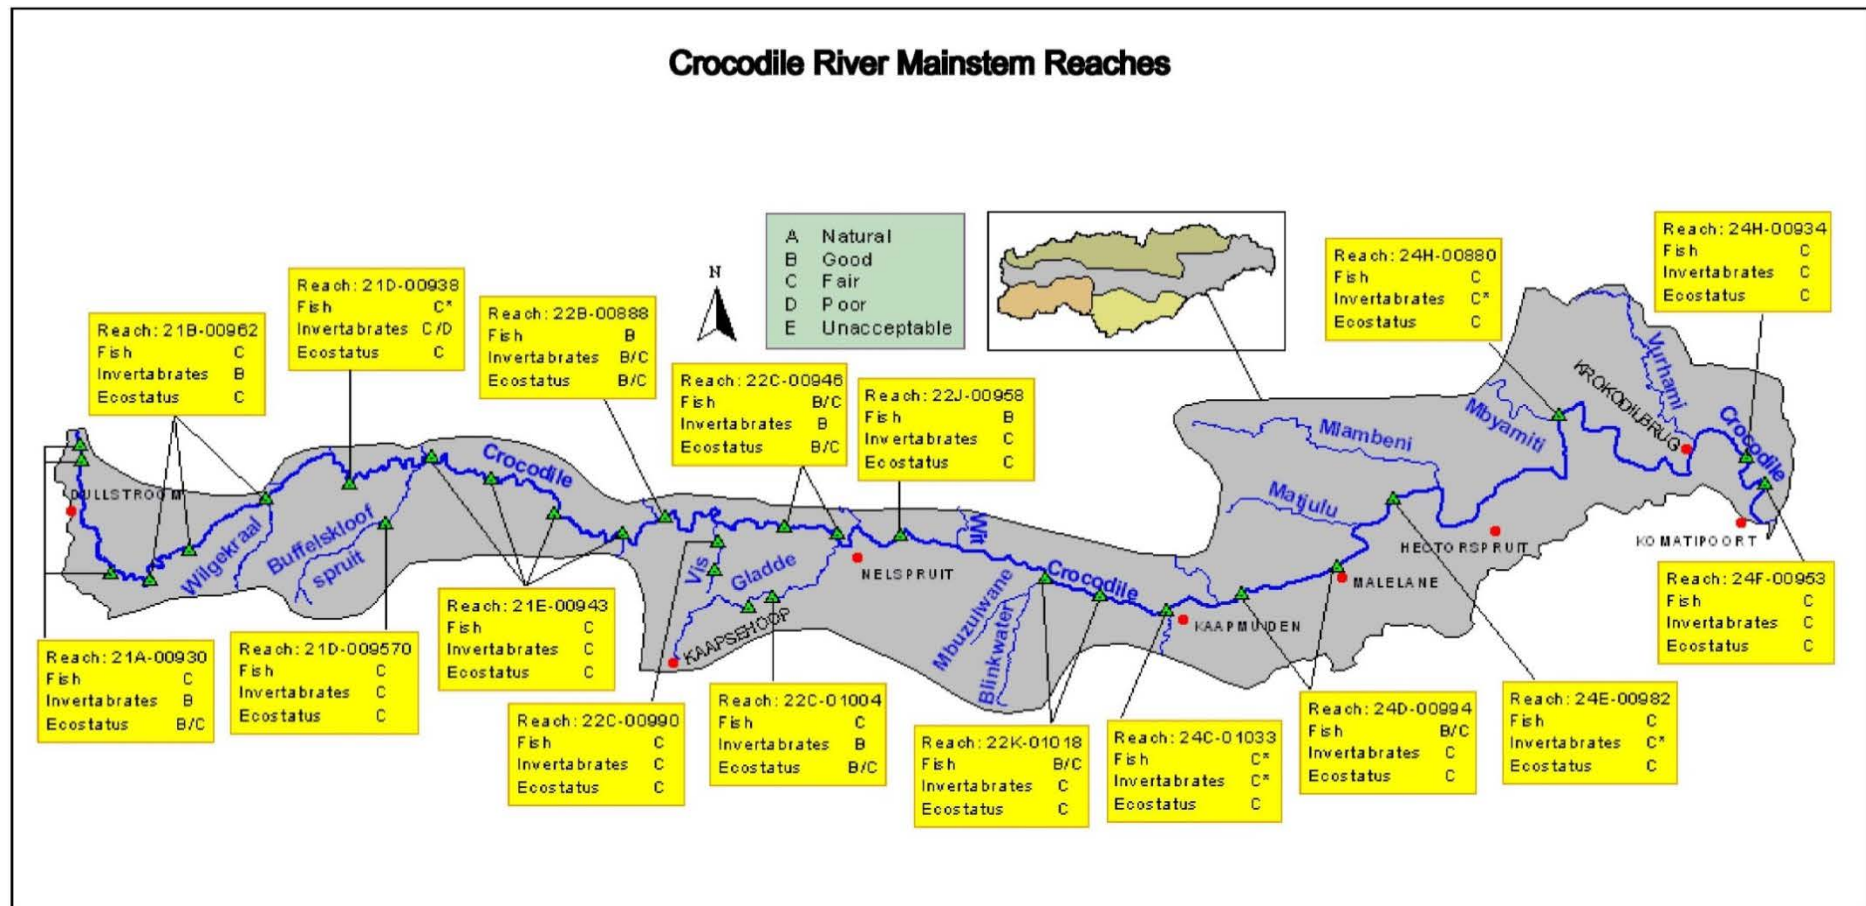 Crocodile River Mainstem Reaches
A Natural
B Good
C Fair
D Poor
E Unacceptable
N
Reach: 21B-00962
Fish C
Invertabrates B
Ecostatus C
Reach: 21D-00938
Fish C*
Invertabrates C/D
Ecostatus C
Reach: 22B-00888
Fish B
Invertabrates B/C
Ecostatus B/C
Reach: 22C-00946
Fish B/C
Invertabrates B
Ecostatus B/C
Reach: 22J-00958
Fish B
Invertabrates C
Ecostatus C
Reach: 24H-00880
Fish C
Invertabrates C*
Ecostatus C
Reach: 24H-00934
Fish C
Invertabrates C
Ecostatus C
DULLSTROOM
Wilgekraal
Buffelskloof
spruit
Crocodile
Vis
Gladde
KAAPSEHOOP
NELSPRUIT
Wit
Mbuzulwane
Blinkwater
Crocodile
KAAPMUIDEN
Mlambeni
Matjulu
MALELANE
HECTORSPRUIT
Mbyamiti
KROKODILBRUG
Vurhami
Crocodile
KOMATIPOORT
Reach: 21A-00930
Fish C
Invertabrates B
Ecostatus B/C
Reach: 21D-009570
Fish C
Invertabrates C
Ecostatus C
Reach: 21E-00943
Fish C
Invertabrates C
Ecostatus C
Reach: 22C-00990
Fish C
Invertabrates C
Ecostatus C
Reach: 22C-01004
Fish C
Invertabrates B
Ecostatus B/C
Reach: 22K-01018
Fish B/C
Invertabrates C
Ecostatus C
Reach: 24C-01033
Fish C*
Invertabrates C*
Ecostatus C
Reach: 24D-00994
Fish B/C
Invertabrates C
Ecostatus C
Reach: 24E-00982
Fish C
Invertabrates C*
Ecostatus C
Reach: 24F-00953
Fish C
Invertabrates C
Ecostatus C